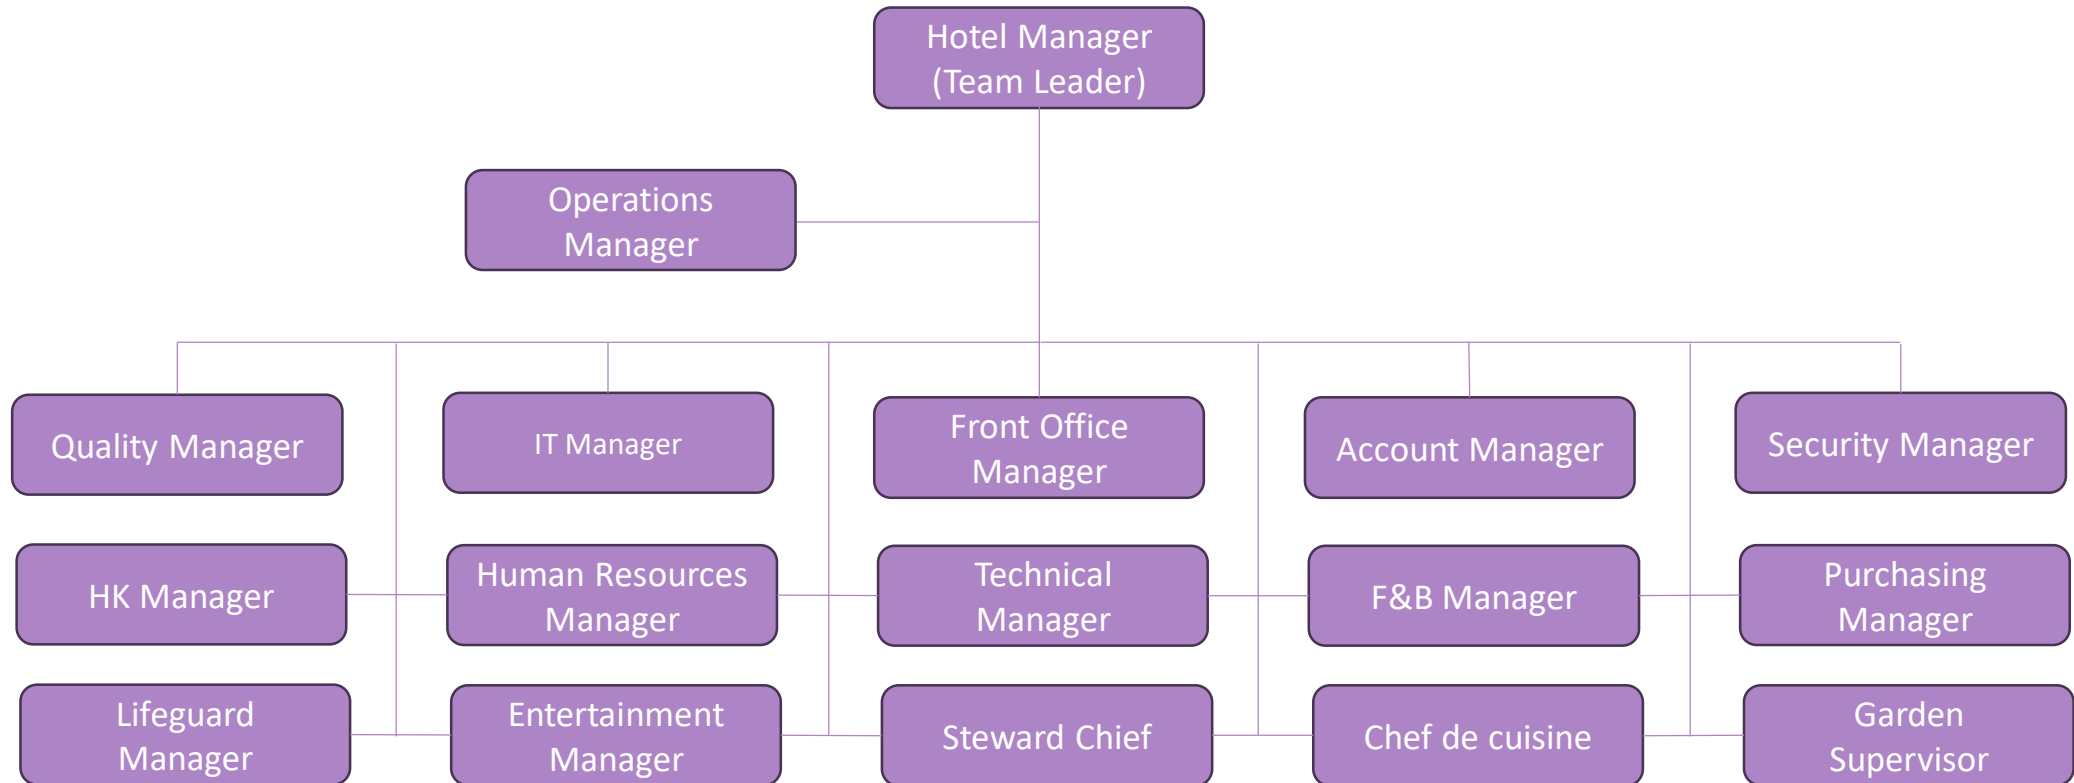 Hotel Manager
(Team Leader)
Operations
Manager
Quality Manager
IT Manager
Front Office
Manager
Account Manager
Security Manager
HK Manager
Human Resources
Manager
Technical
Manager
F&B Manager
Purchasing
Manager
Lifeguard
Manager
Entertainment
Manager
Steward Chief
Chef de cuisine
Garden
Supervisor